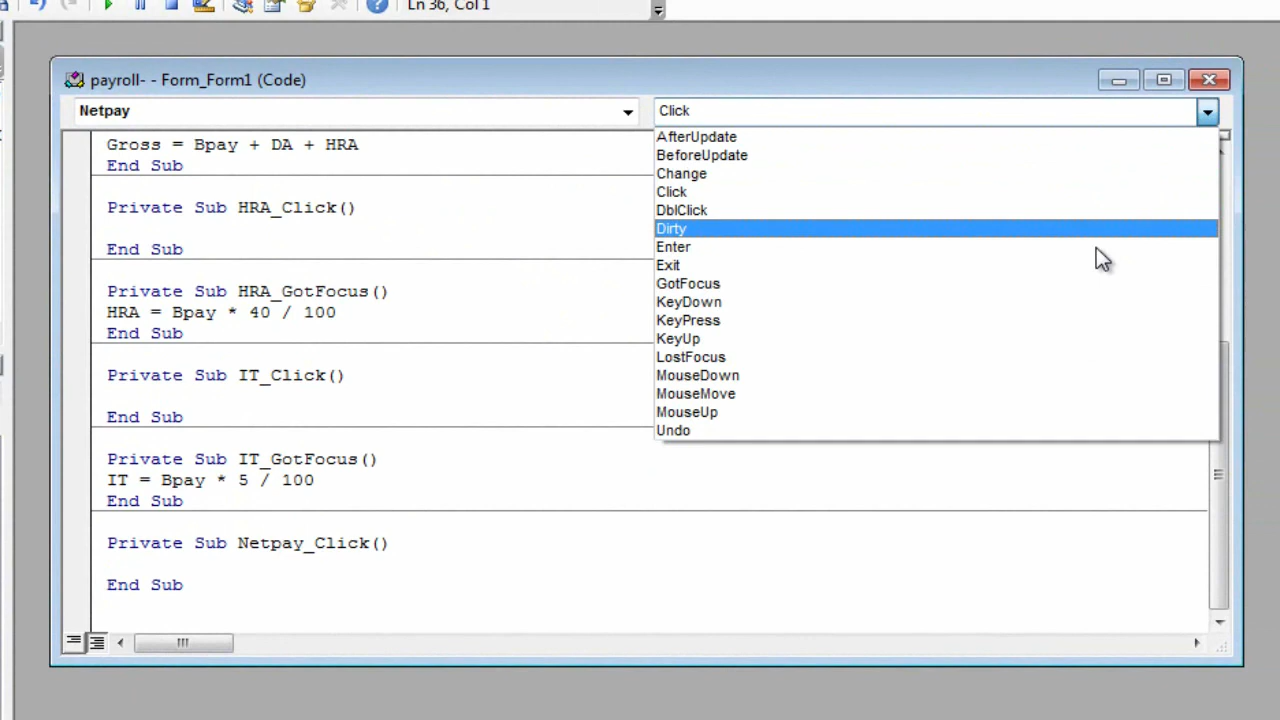 Ln 36, Col 1
payroll- - Form_Form1 (Code)
Netpay
Click
Gross = Bpay + DA + HRA
End Sub
Private Sub HRA_Click()
End Sub
Private Sub HRA_GotFocus()
HRA = Bpay * 40 / 100
End Sub
Private Sub IT_Click()
End Sub
Private Sub IT_GotFocus()
IT = Bpay * 5 / 100
End Sub
Private Sub Netpay_Click()
End Sub
AfterUpdate
BeforeUpdate
Change
Click
DblClick
Dirty
Enter
Exit
GotFocus
KeyDown
KeyPress
KeyUp
LostFocus
MouseDown
MouseMove
MouseUp
Undo